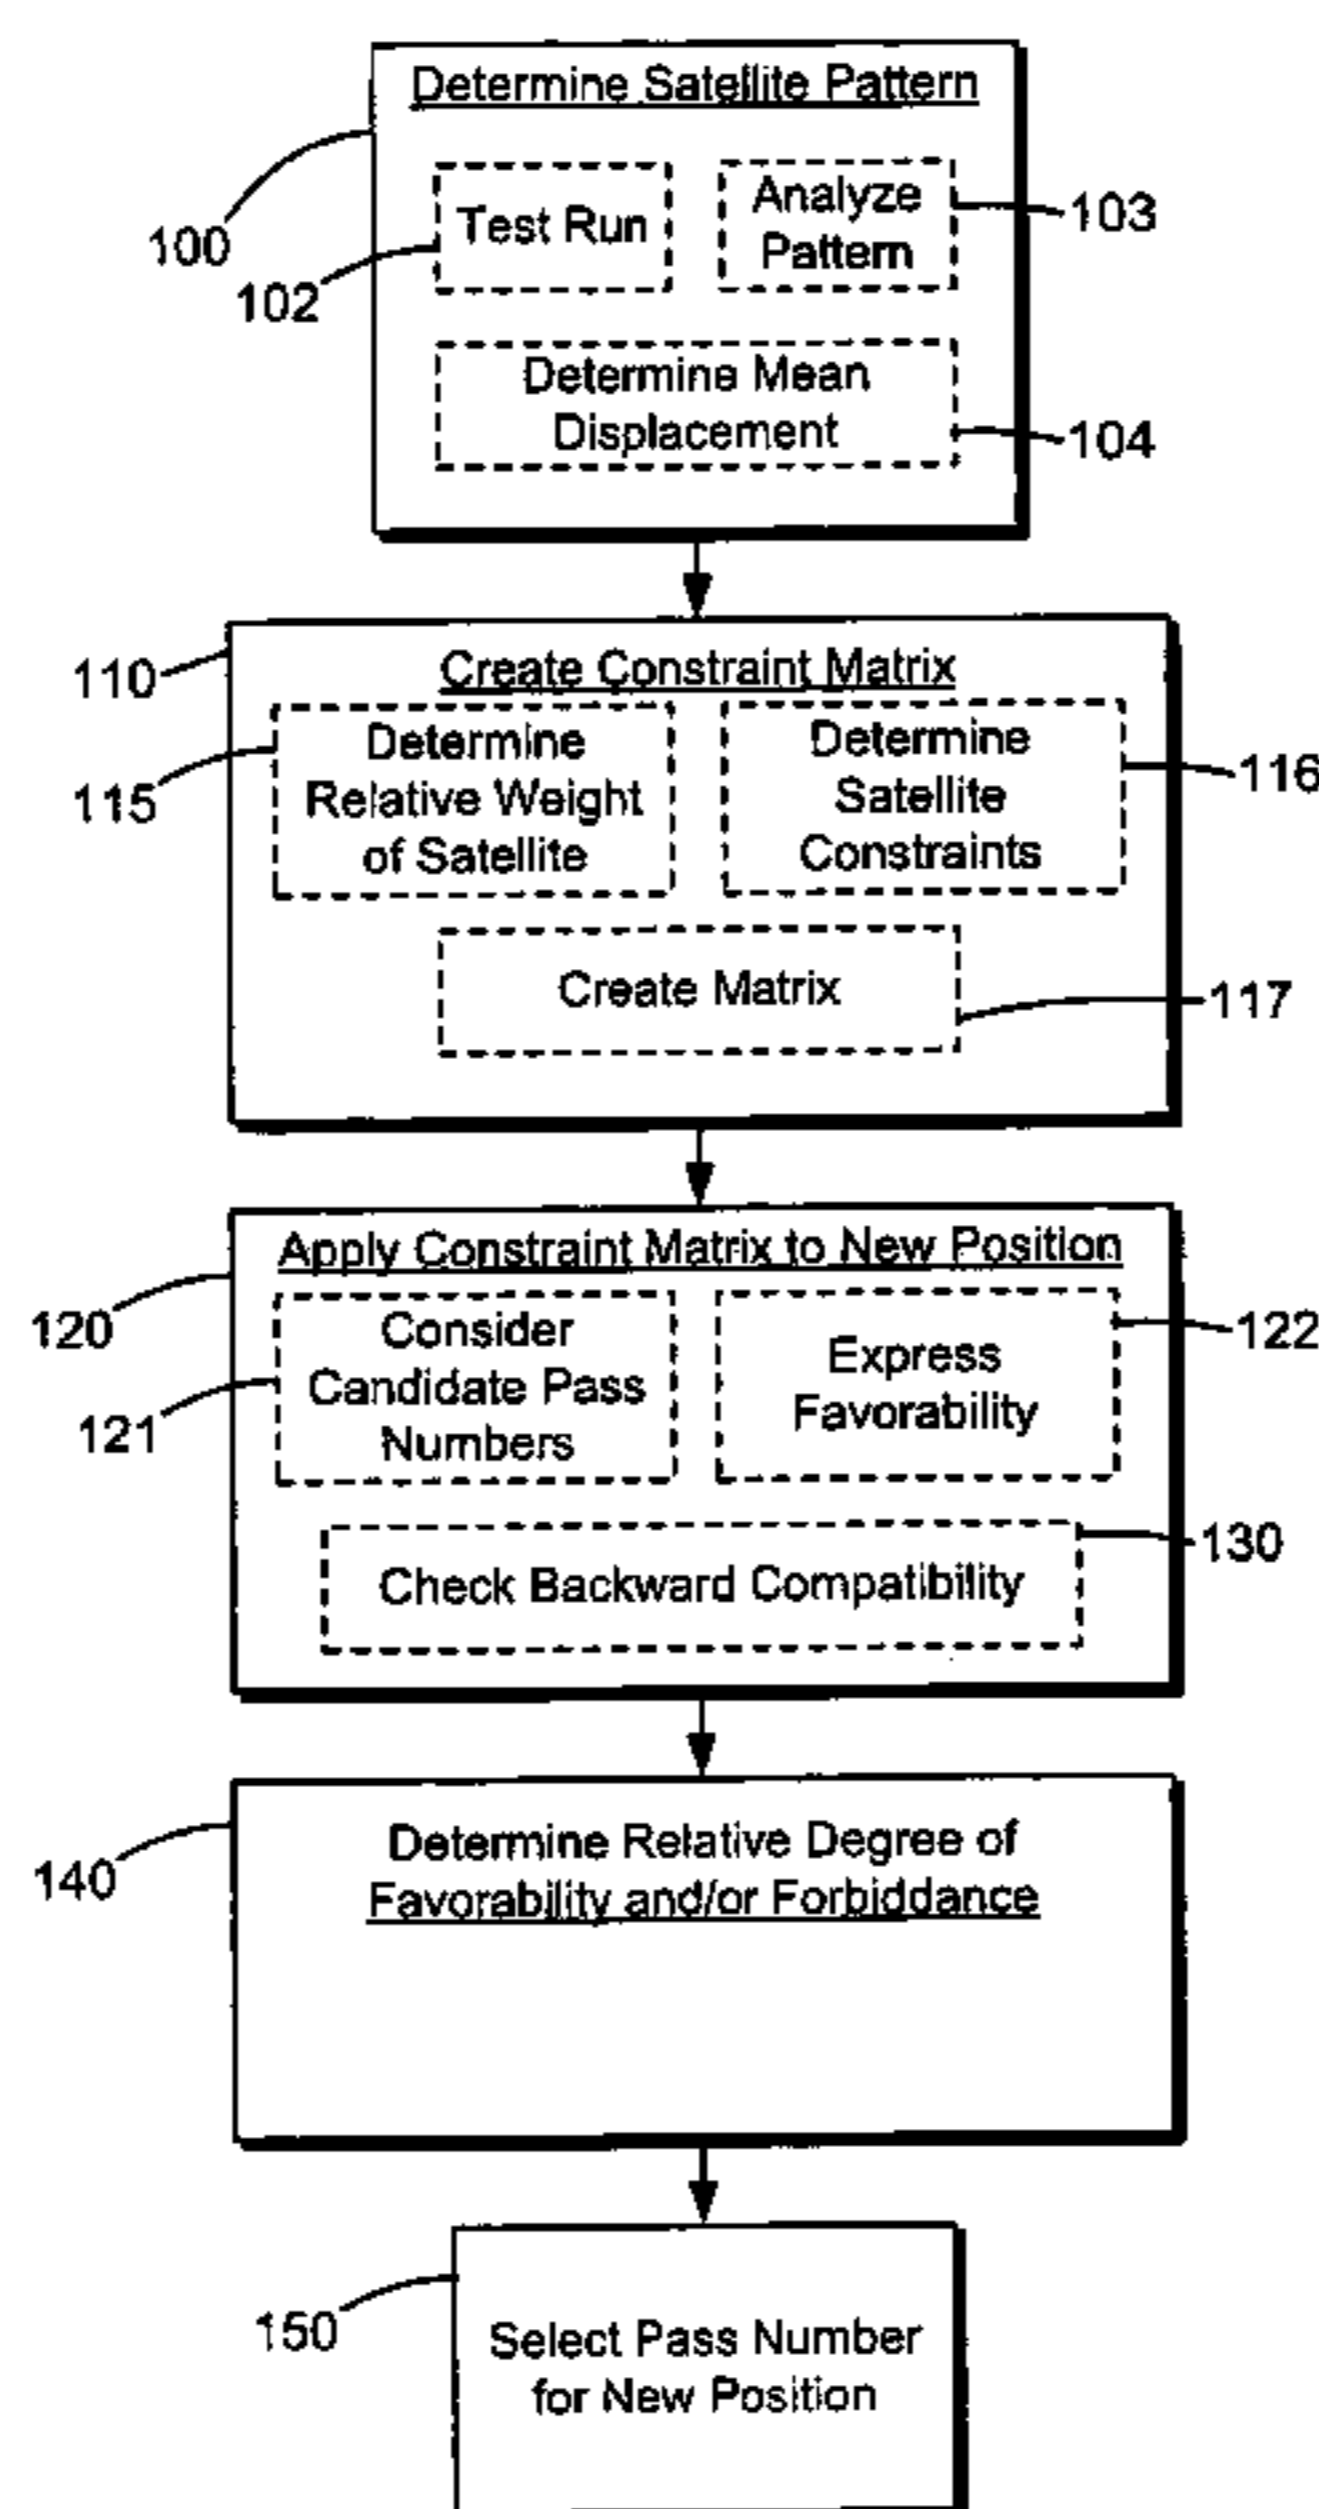 Determine Satellite Pattern
100
Test Run
102
Analyze
Pattern
103
Determine Mean
Displacement
104
110
Create Constraint Matrix
Determine
Relative Weight
of Satellite
115
Determine
Satellite
Constraints
116
Create Matrix
117
Apply Constraint Matrix to New Position
120
Consider
Candidate Pass
Numbers
121
Express
Favorability
122
Check Backward Compatibility
130
Determine Relative Degree of
Favorability and/or Forbiddance
140
150
Select Pass Number
for New Position